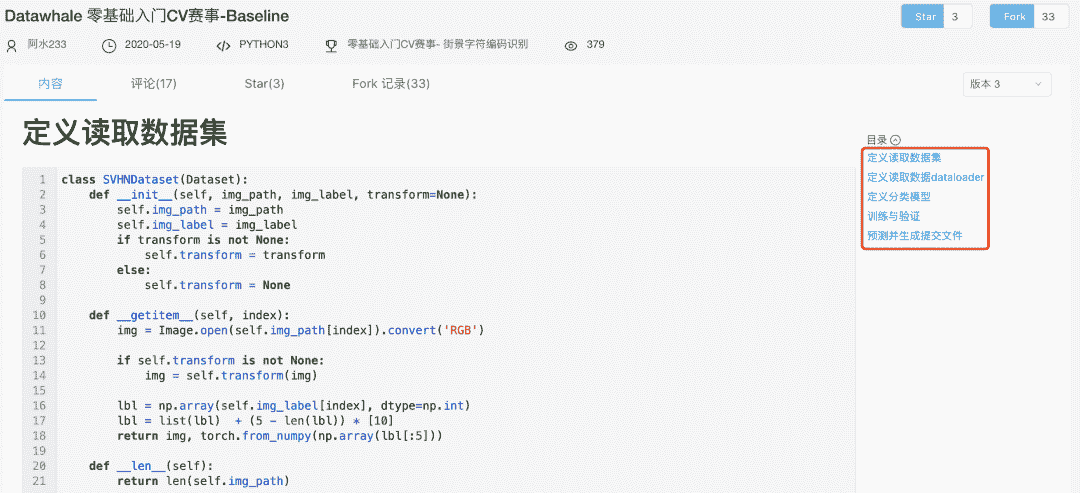 Datawhale 零基础入门CV赛事-Baseline
Star 3 Fork 33
阿水233 2020-05-19 </> PYTHON3 零基础入门CV赛事- 街景字符编码识别 379
内容 评论(17) Star(3) Fork 记录(33) 版本 3
定义读取数据集
目录
定义读取数据集
定义读取数据dataloader
定义分类模型
训练与验证
预测并生成提交文件
1 class SVHNDataset(Dataset):
2     def __init__(self, img_path, img_label, transform=None):
3         self.img_path = img_path
4         self.img_label = img_label
5         if transform is not None:
6             self.transform = transform
7         else:
8             self.transform = None
9
10     def __getitem__(self, index):
11         img = Image.open(self.img_path[index]).convert('RGB')
12
13         if self.transform is not None:
14             img = self.transform(img)
15
16         lbl = np.array(self.img_label[index], dtype=np.int)
17         lbl = list(lbl)  + (5 - len(lbl)) * [10]
18         return img, torch.from_numpy(np.array(lbl[:5]))
19
20     def __len__(self):
21         return len(self.img_path)